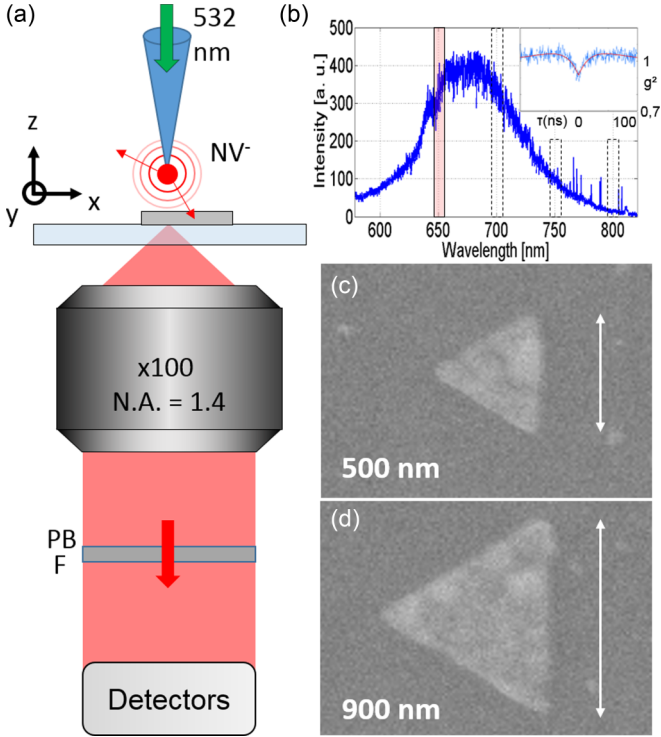 (a)
532
nm
NV-
z
y
x
x100
N.A. = 1.4
PB
F
Detectors
(b)
500
400
300
200
100
0
Intensity [a. u.]
600
650
700
750
800
Wavelength [nm]
1
g²
0,7
τ(ns)
0
100
(c)
500 nm
(d)
900 nm